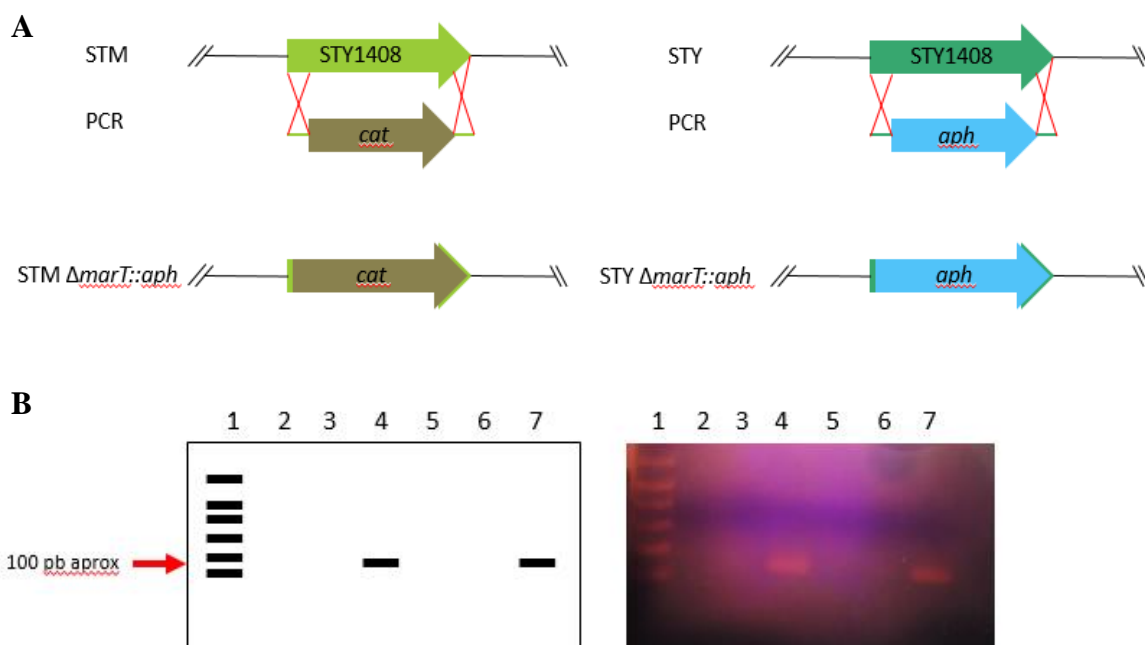 A
STM
STY1408
STY
STY1408
PCR
cat
PCR
aph
STM ΔmarT::aph
cat
STY ΔmarT::aph
aph
B
1 2 3 4 5 6 7
1 2 3 4 5 6 7
100 pb aprox